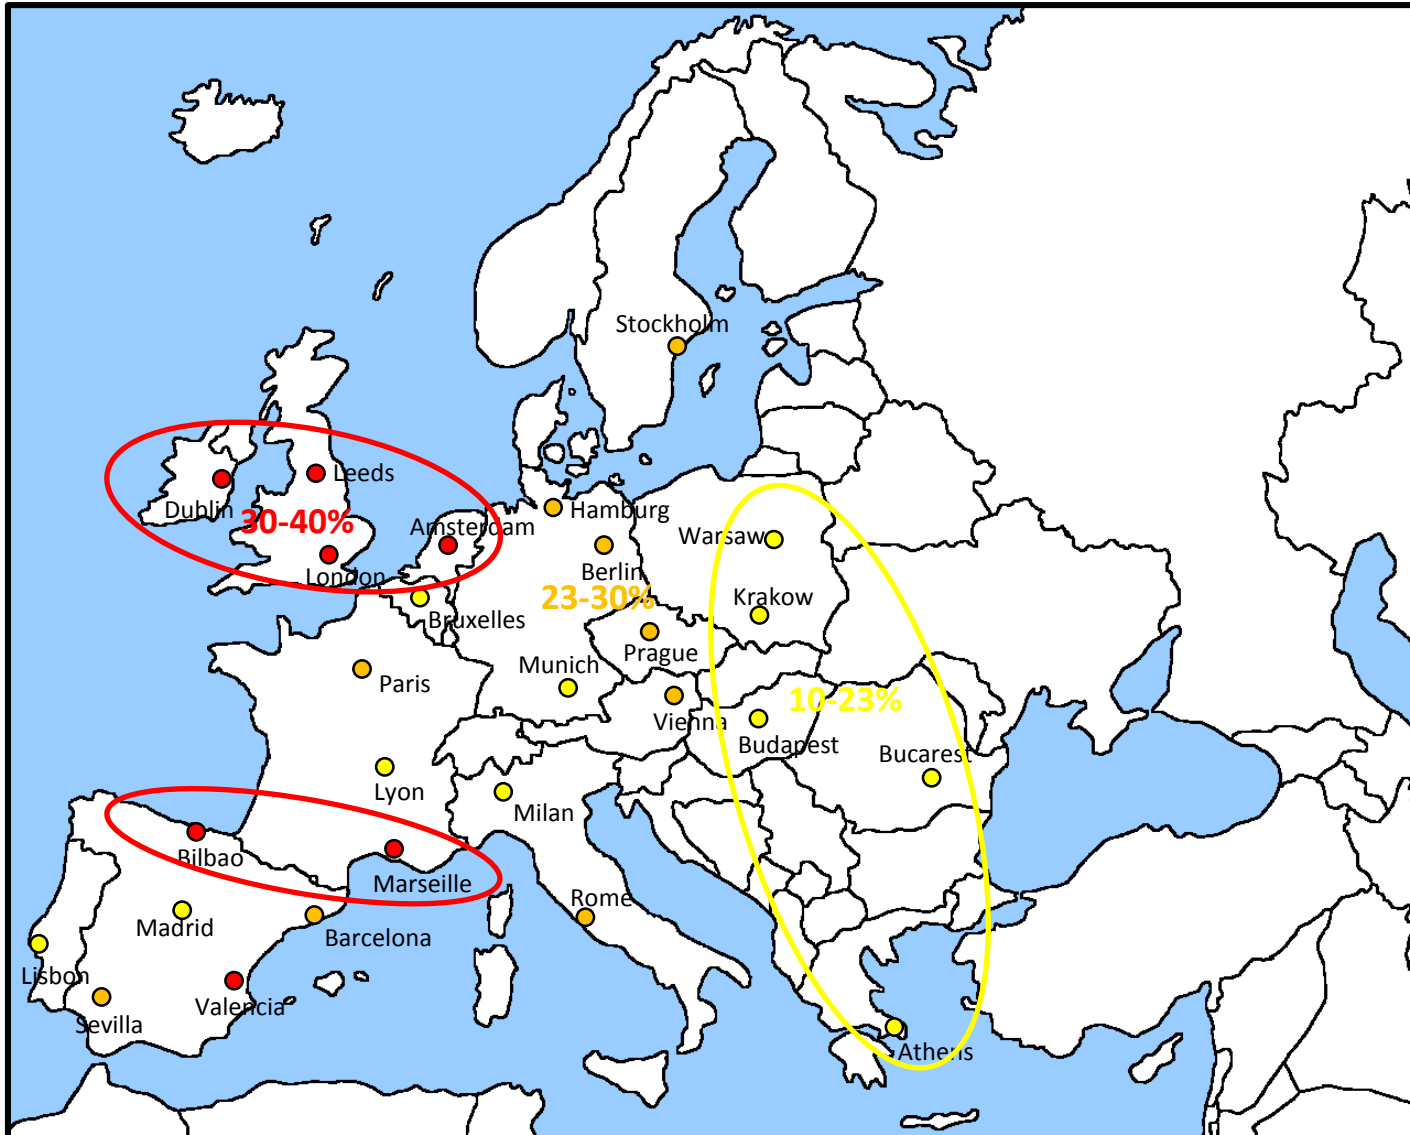 Stockholm
Leeds
Dublin
30-40%
Amsterdam
Hamburg
Warsaw
London
Berlin
23-30%
Krakow
Bruxelles
Prague
Munich
Paris
10-23%
Vienna
Budapest
Bucarest
Lyon
Milan
Bilbao
Marseille
Rome
Madrid
Barcelona
Lisbon
Valencia
Sevilla
Athens